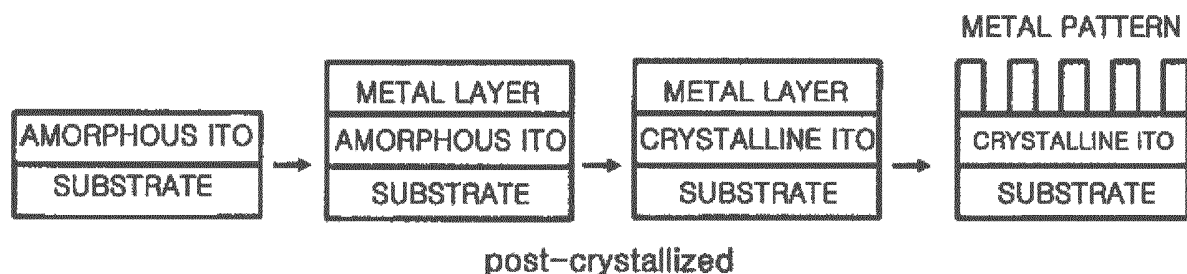 AMORPHOUS ITO
SUBSTRATE
METAL LAYER
AMORPHOUS ITO
SUBSTRATE
METAL LAYER
CRYSTALLINE ITO
SUBSTRATE
METAL PATTERN
CRYSTALLINE ITO
SUBSTRATE
post-crystallized